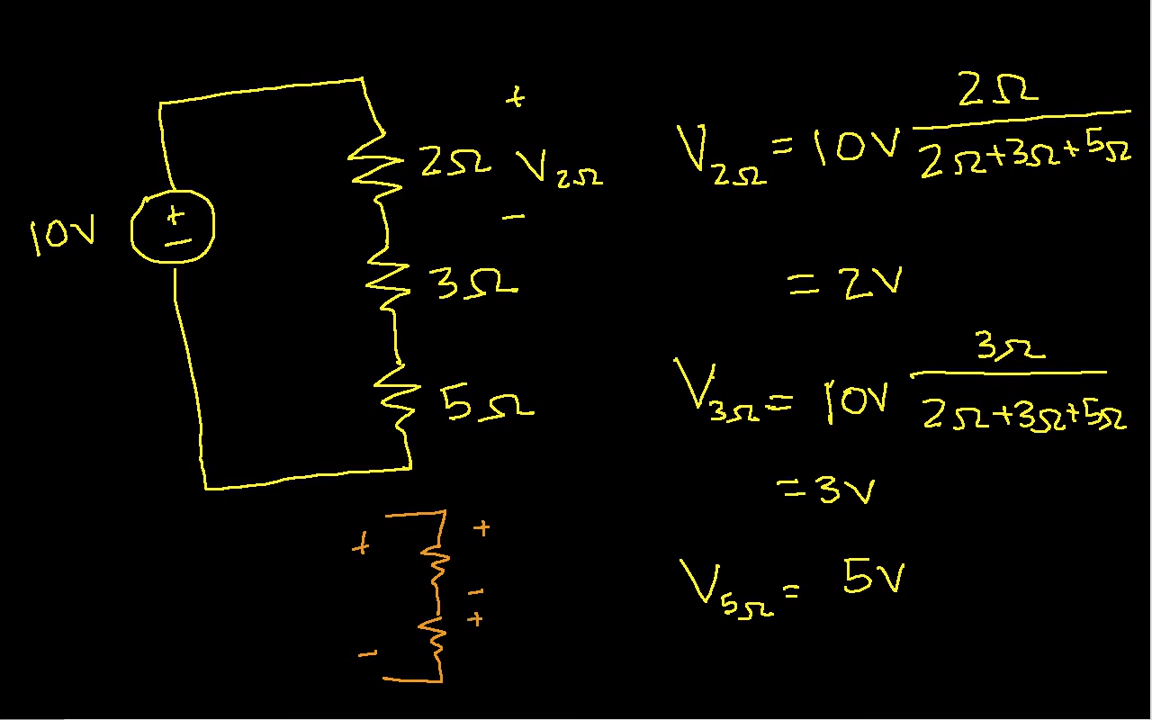 +
10V
+
−
2Ω V2Ω
−
3Ω
5Ω
V2Ω = 10V 2Ω / 2Ω+3Ω+5Ω
= 2V
V3Ω = 10V 3Ω / 2Ω+3Ω+5Ω
= 3V
V5Ω = 5V
+ +
−
+
−